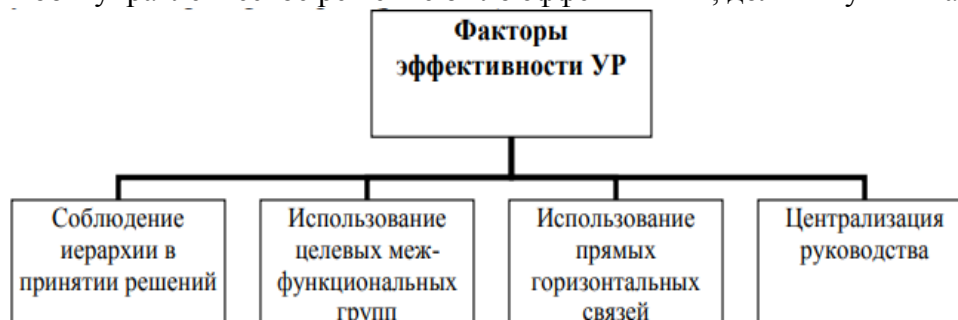 Факторы
эффективности УР
Соблюдение
иерархии в
принятии решений
Использование
целевых меж-
функциональных
групп
Использование
прямых
горизонтальных
связей
Централизация
руководства